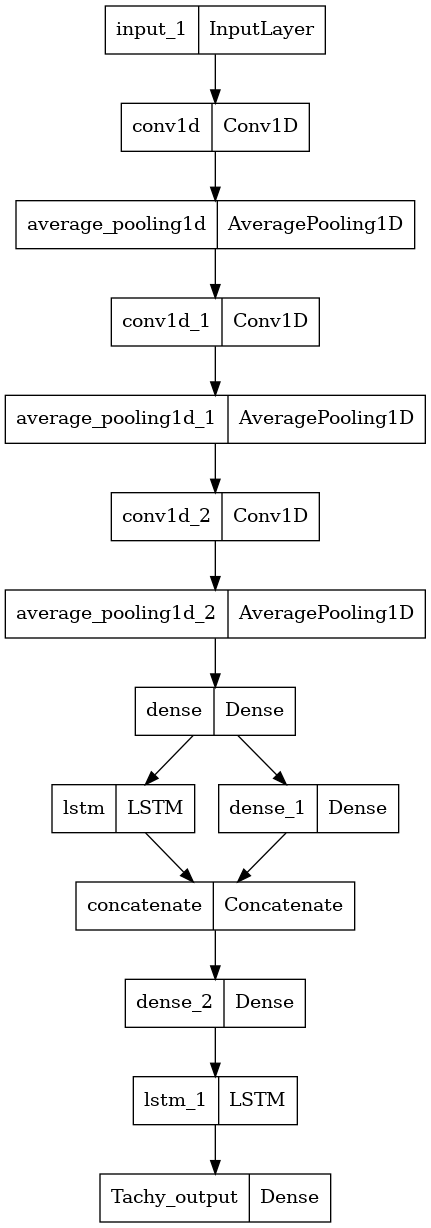 input_1 InputLayer
conv1d Conv1D
average_pooling1d AveragePooling1D
conv1d_1 Conv1D
average_pooling1d_1 AveragePooling1D
conv1d_2 Conv1D
average_pooling1d_2 AveragePooling1D
dense Dense
lstm LSTM dense_1 Dense
concatenate Concatenate
dense_2 Dense
lstm_1 LSTM
Tachy_output Dense